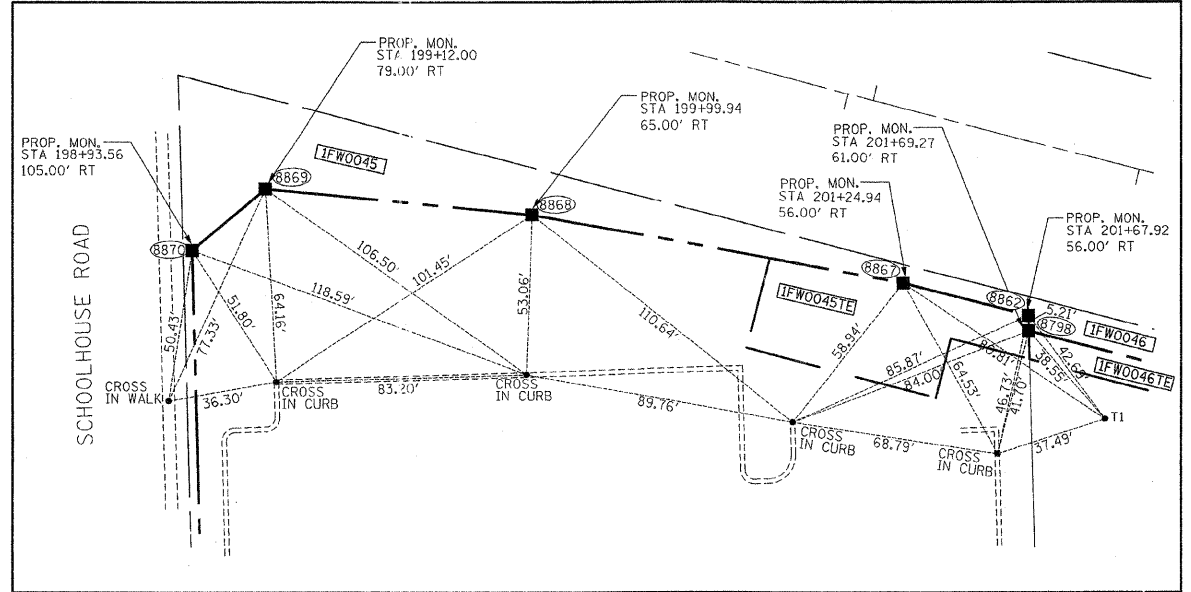 PROP. MON.
STA 199+12.00
79.00' RT
PROP. MON.
STA 199+99.94
65.00' RT
PROP. MON.
STA 201+69.27
61.00' RT
PROP. MON.
STA 198+93.56
105.00' RT
1FW0045
8869
PROP. MON.
STA 201+24.94
56.00' RT
8868
PROP. MON.
STA 201+67.92
56.00' RT
8870
SCHOOLHOUSE ROAD
8867
8862
5.21'
8798
1FW0046
1FW0045TE
1FW0046TE
106.50'
101.45'
118.59'
51.80'
64.16'
53.06'
110.64'
50.43'
77.33'
58.94'
85.87'
84.00'
64.53'
46.73'
41.70'
42.69'
38.55'
CROSS
IN WALK
36.30'
CROSS
IN CURB
83.20'
CROSS
IN CURB
89.76'
CROSS
IN CURB
68.79'
CROSS
IN CURB
37.49'
T1